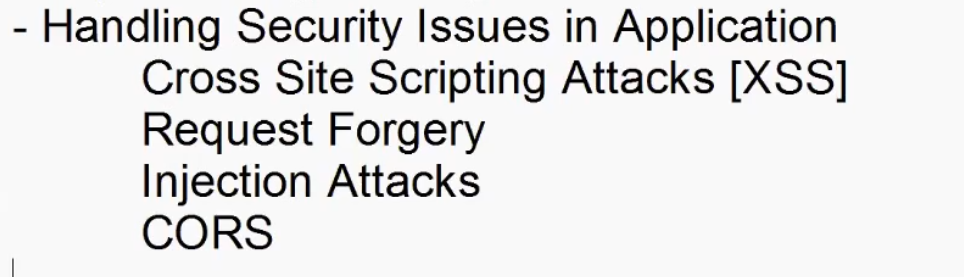 - Handling Security Issues in Application
Cross Site Scripting Attacks [XSS]
Request Forgery
Injection Attacks
CORS